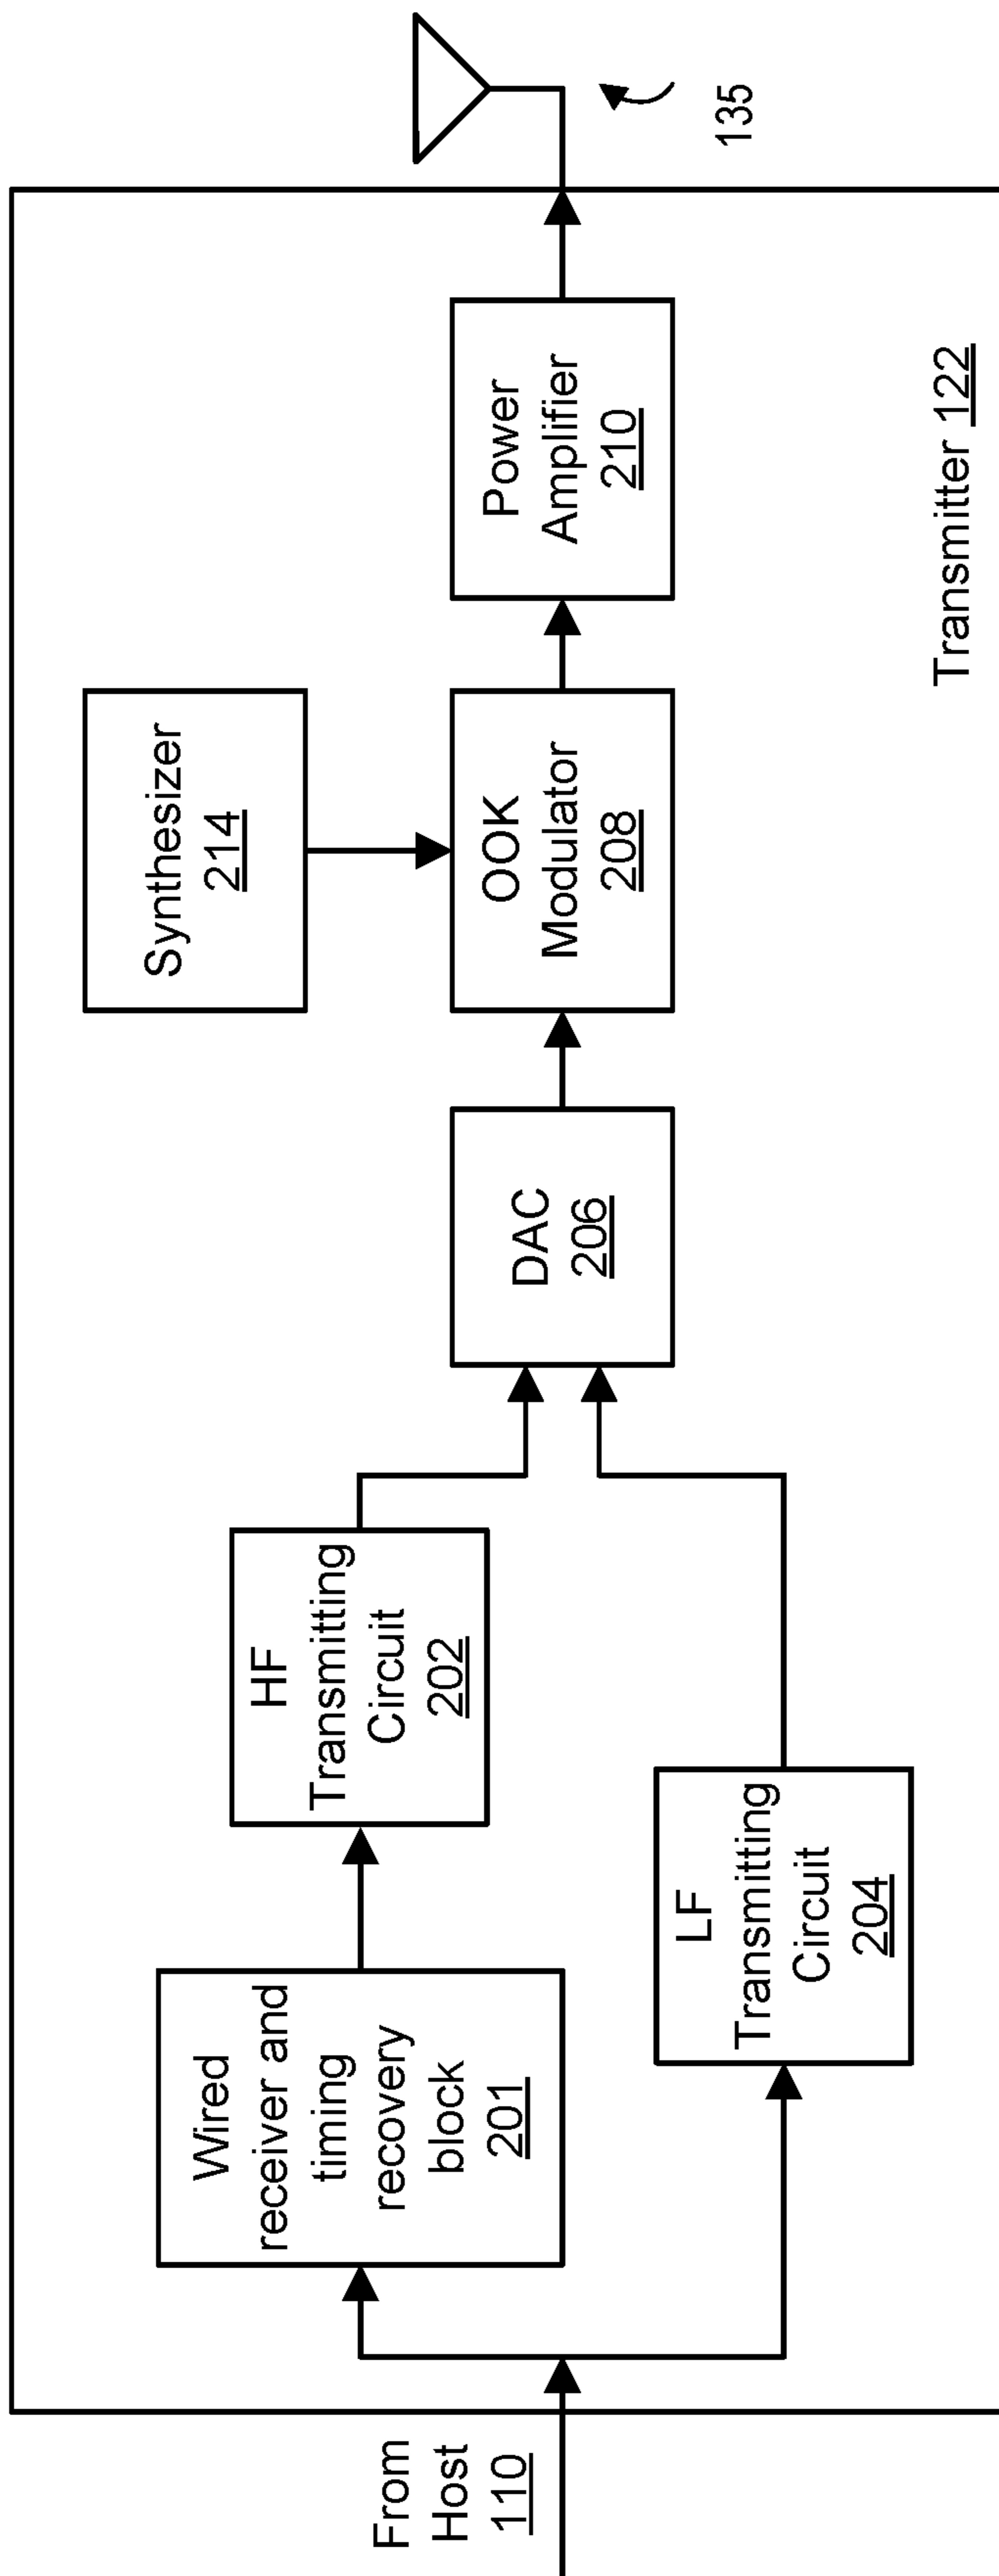 From
Host
110
Wired
receiver and
timing
recovery
block
201
HF
Transmitting
Circuit
202
LF
Transmitting
Circuit
204
DAC
206
Synthesizer
214
OOK
Modulator
208
Power
Amplifier
210
135
Transmitter 122